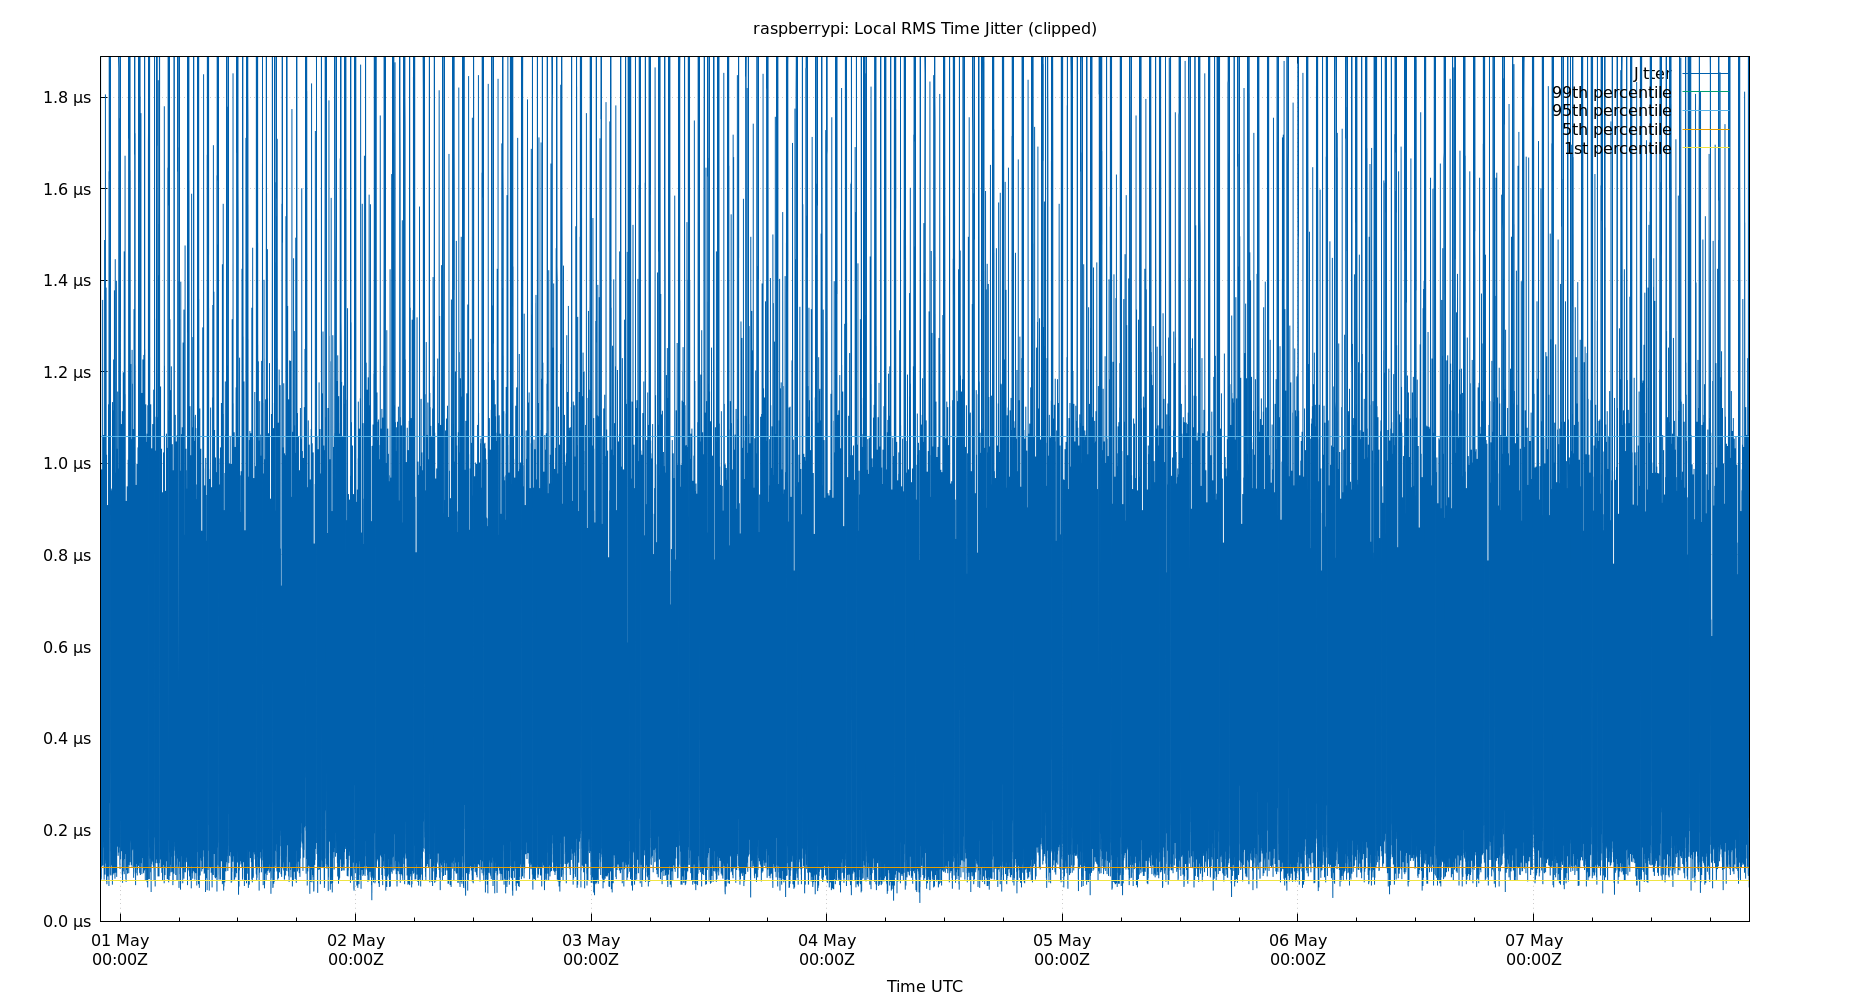 raspberrypi: Local RMS Time Jitter (clipped)
Jitter
99th percentile
95th percentile
5th percentile
1st percentile
1.8 μs
1.6 μs
1.4 μs
1.2 μs
1.0 μs
0.8 μs
0.6 μs
0.4 μs
0.2 μs
0.0 μs
01 May 02 May 03 May 04 May 05 May 06 May 07 May
00:00Z 00:00Z 00:00Z 00:00Z 00:00Z 00:00Z 00:00Z
Time UTC